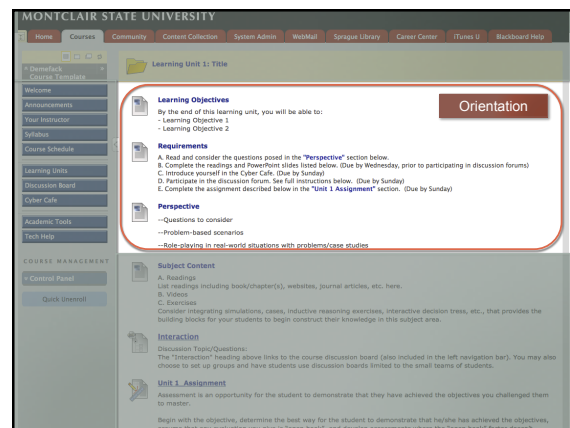 MONTCLAIR STATE UNIVERSITY
Home Courses Community Content Collection System Admin WebMail Sprague Library Career Center iTunes U Blackboard Help
< Demefack
Course Template
Welcome
Announcements
Your Instructor
Syllabus
Course Schedule
Learning Units
Discussion Board
Cyber Cafe
Academic Tools
Tech Help
COURSE MANAGEMENT
Control Panel
Quick Unenroll
Learning Unit 1: Title
Orientation
Learning Objectives
By the end of this learning unit, you will be able to:
- Learning Objective 1
- Learning Objective 2
Requirements
A. Read and consider the questions posed in the "Perspective" section below.
B. Complete the readings and PowerPoint slides listed below. (Due by Wednesday, prior to participating in discussion forums)
C. Introduce yourself in the Cyber Cafe. (Due by Sunday)
D. Participate in the discussion forum. See full instructions below. (Due by Sunday)
E. Complete the assignment described below in the "Unit 1 Assignment" section. (Due by Sunday)
Perspective
--Questions to consider
--Problem-based scenarios
--Role-playing in real-world situations with problems/case studies
Subject Content
A. Readings
List readings including book/chapter(s), websites, journal articles, etc. here.
B. Videos
C. Exercises
Consider integrating simulations, cases, inductive reasoning exercises, interactive decision tress, etc., that provides the
building blocks for your students to begin construct their knowledge in this subject area.
Interaction
Discussion Topic/Questions:
The "Interaction" heading above links to the course discussion board (also included in the left navigation bar). You may also
choose to set up groups and have students use discussion boards limited to the small teams of students.
Unit 1 Assignment
Assessment is an opportunity for the student to demonstrate that they have achieved the objectives you challenged them
to master.
Begin with the objective, determine the best way for the student to demonstrate that he/she has achieved the objectives,